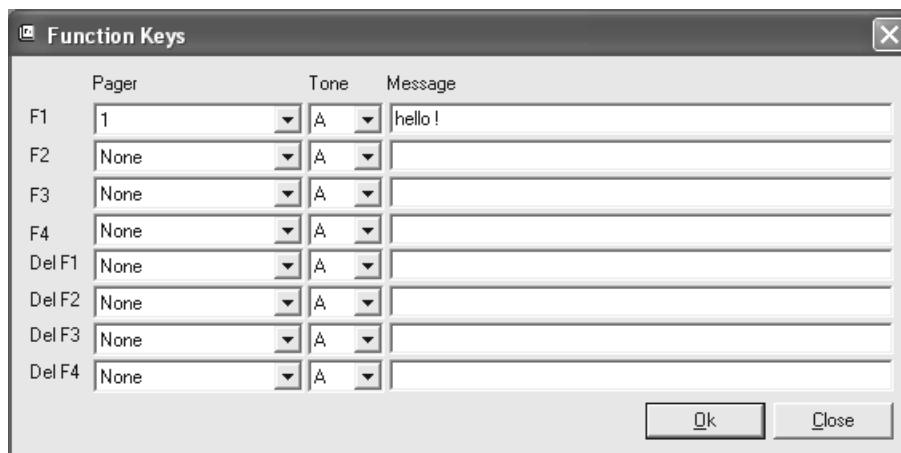 Function Keys
Pager Tone Message
F1 1 A hello !
F2 None A
F3 None A
F4 None A
Del F1 None A
Del F2 None A
Del F3 None A
Del F4 None A
Ok Close